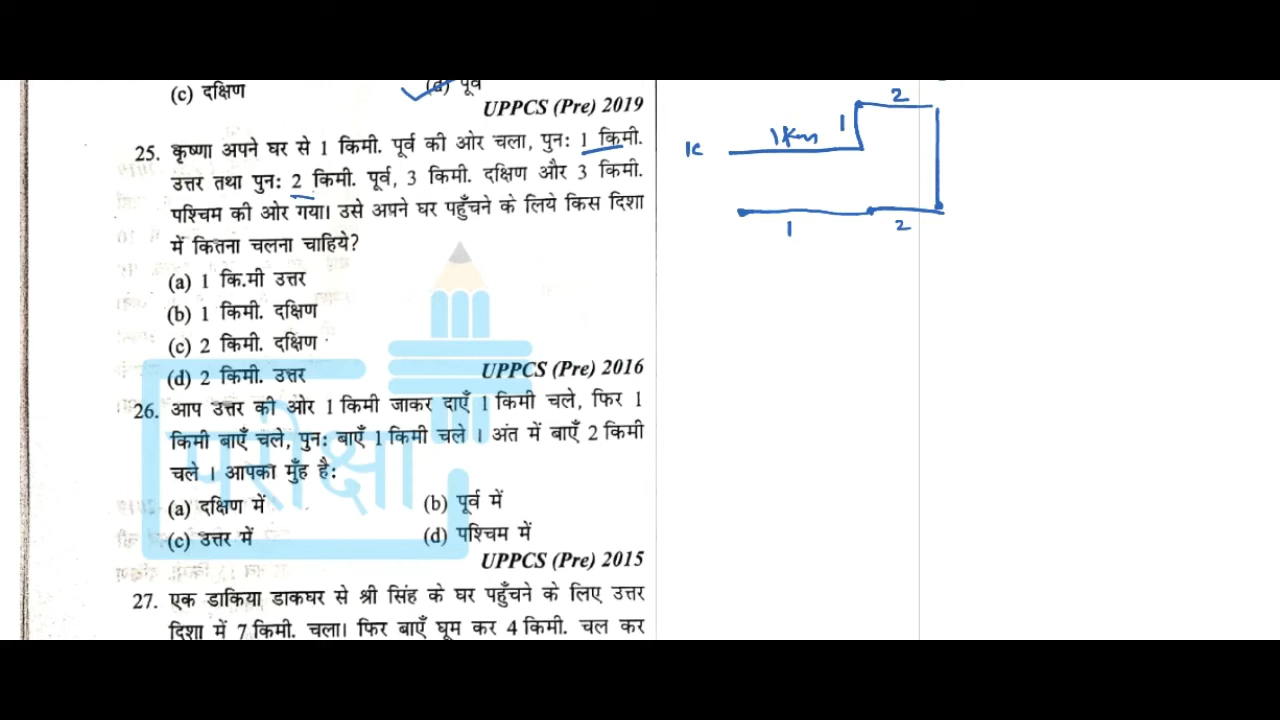 (c) दक्षिण
(d) पूर्व
UPPCS (Pre) 2019
25. कृष्णा अपने घर से 1 किमी. पूर्व की ओर चला, पुन: 1 किमी.
उत्तर तथा पुन: 2 किमी. पूर्व, 3 किमी. दक्षिण और 3 किमी.
पश्चिम की ओर गया। उसे अपने घर पहुँचने के लिये किस दिशा
में कितना चलना चाहिये?
(a) 1 कि.मी उत्तर
(b) 1 किमी. दक्षिण
(c) 2 किमी. दक्षिण
(d) 2 किमी. उत्तर
UPPCS (Pre) 2016
26. आप उत्तर की ओर 1 किमी जाकर दाएँ 1 किमी चले, फिर 1
किमी बाएँ चले, पुन: बाएँ 1 किमी चले । अंत में बाएँ 2 किमी
चले । आपका मुँह है:
(a) दक्षिण में
(b) पूर्व में
(c) उत्तर में
(d) पश्चिम में
UPPCS (Pre) 2015
27. एक डाकिया डाकघर से श्री सिंह के घर पहुँचने के लिए उत्तर
दिशा में 7 किमी. चला। फिर बाएँ घूम कर 4 किमी. चल कर
परीक्षा
2
1
1km
K
1
2